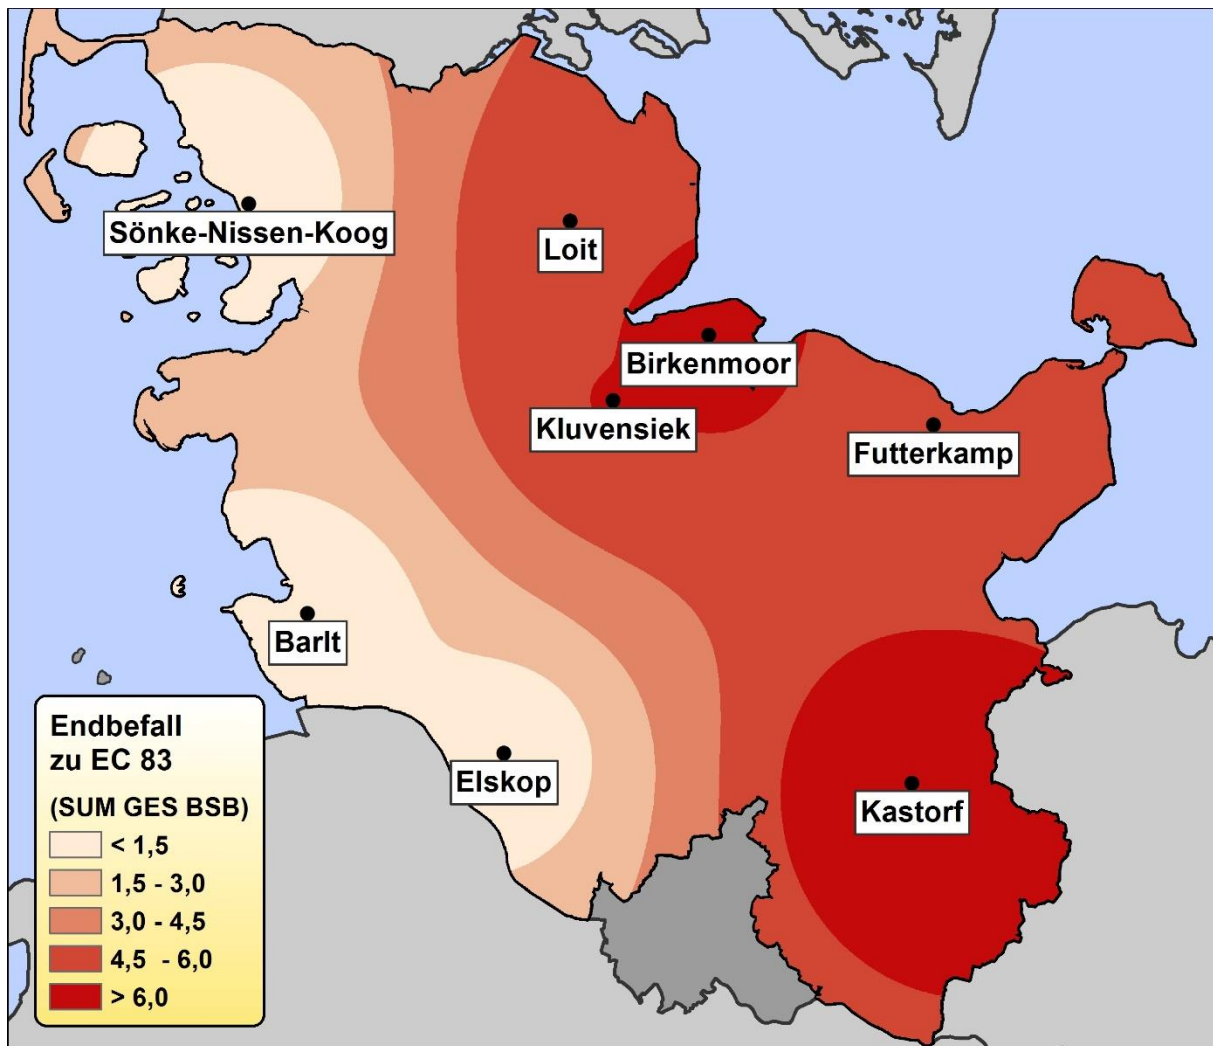 Sönke-Nissen-Koog
Loit
Birkenmoor
Kluvensiek
Futterkamp
Barlt
Elskop
Kastorf
Endbefall
zu EC 83
(SUM GES BSB)
< 1,5
1,5 - 3,0
3,0 - 4,5
4,5 - 6,0
> 6,0